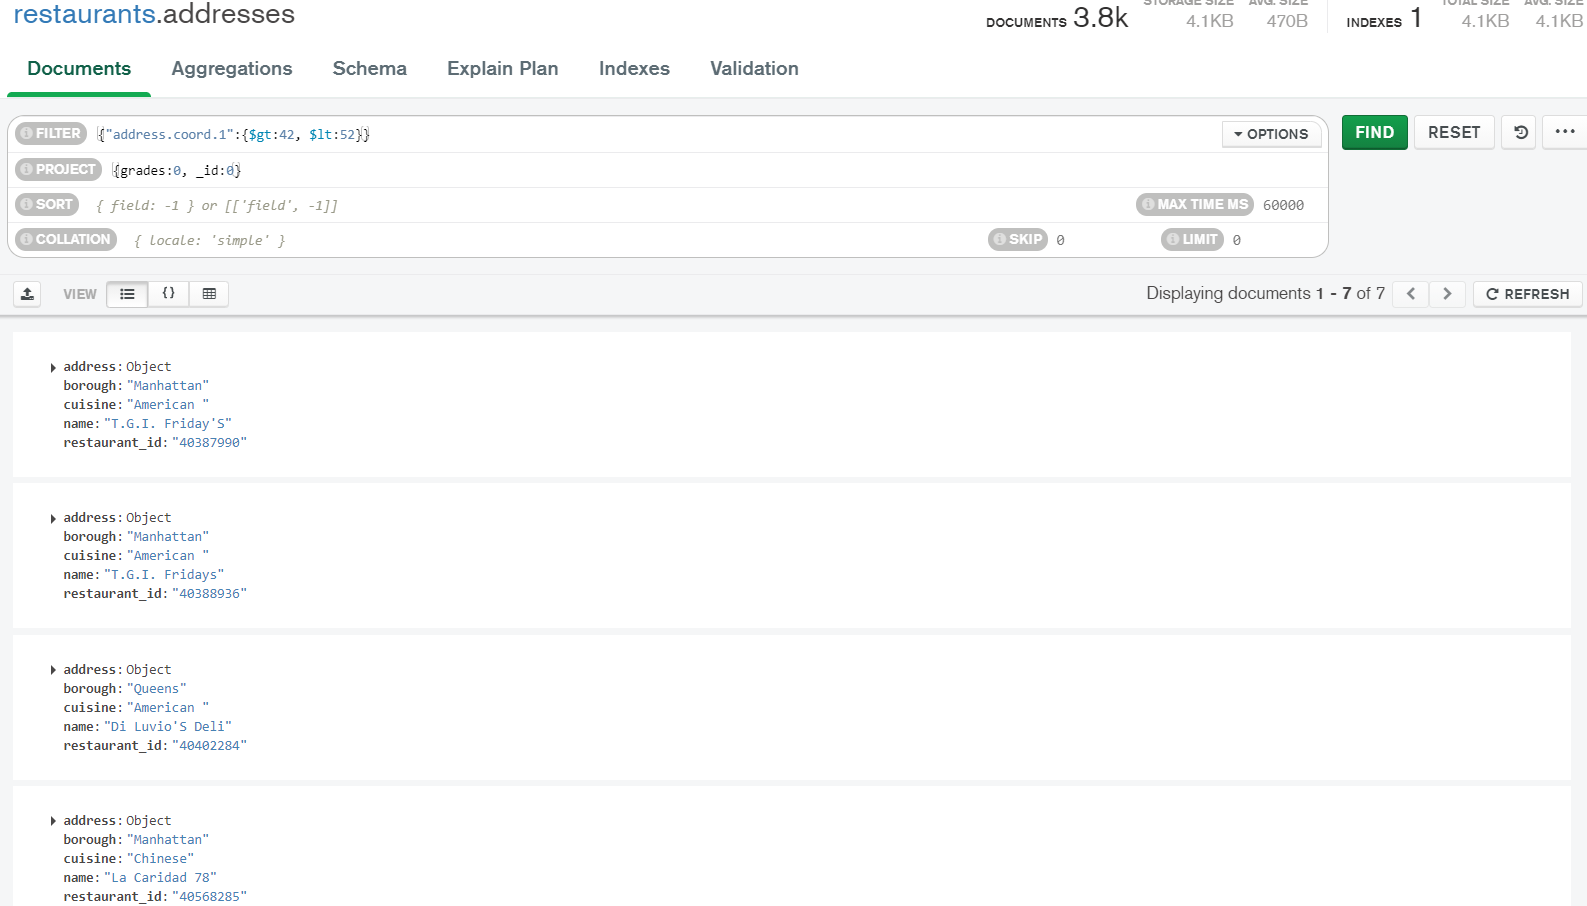 restaurants.addresses
DOCUMENTS 3.8k STORAGE SIZE 4.1KB AVG. SIZE 470B INDEXES 1 TOTAL SIZE 4.1KB AVG. SIZE 4.1KB
Documents Aggregations Schema Explain Plan Indexes Validation
FILTER {"address.coord.1":{$gt:42, $lt:52}} OPTIONS FIND RESET
PROJECT {grades:0, _id:0}
SORT { field: -1 } or [['field', -1]] MAX TIME MS 60000
COLLATION { locale: 'simple' } SKIP 0 LIMIT 0
VIEW {} Displaying documents 1 - 7 of 7 REFRESH
address: Object
borough: "Manhattan"
cuisine: "American "
name: "T.G.I. Friday'S"
restaurant_id: "40387990"
address: Object
borough: "Manhattan"
cuisine: "American "
name: "T.G.I. Fridays"
restaurant_id: "40388936"
address: Object
borough: "Queens"
cuisine: "American "
name: "Di Luvio'S Deli"
restaurant_id: "40402284"
address: Object
borough: "Manhattan"
cuisine: "Chinese"
name: "La Caridad 78"
restaurant_id: "40568285"